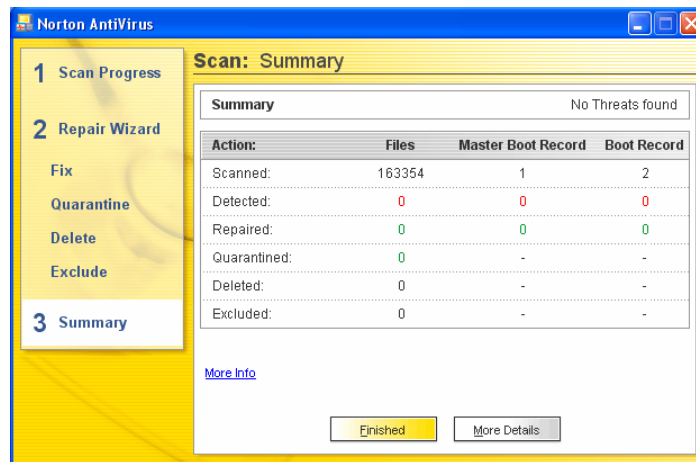 Norton AntiVirus
1 Scan Progress
2 Repair Wizard
Fix
Quarantine
Delete
Exclude
3 Summary
Scan: Summary
Summary No Threats found
Action: Files Master Boot Record Boot Record
Scanned: 163354 1 2
Detected: 0 0 0
Repaired: 0 0 0
Quarantined: 0 - -
Deleted: 0 - -
Excluded: 0 - -
More Info
Finished More Details